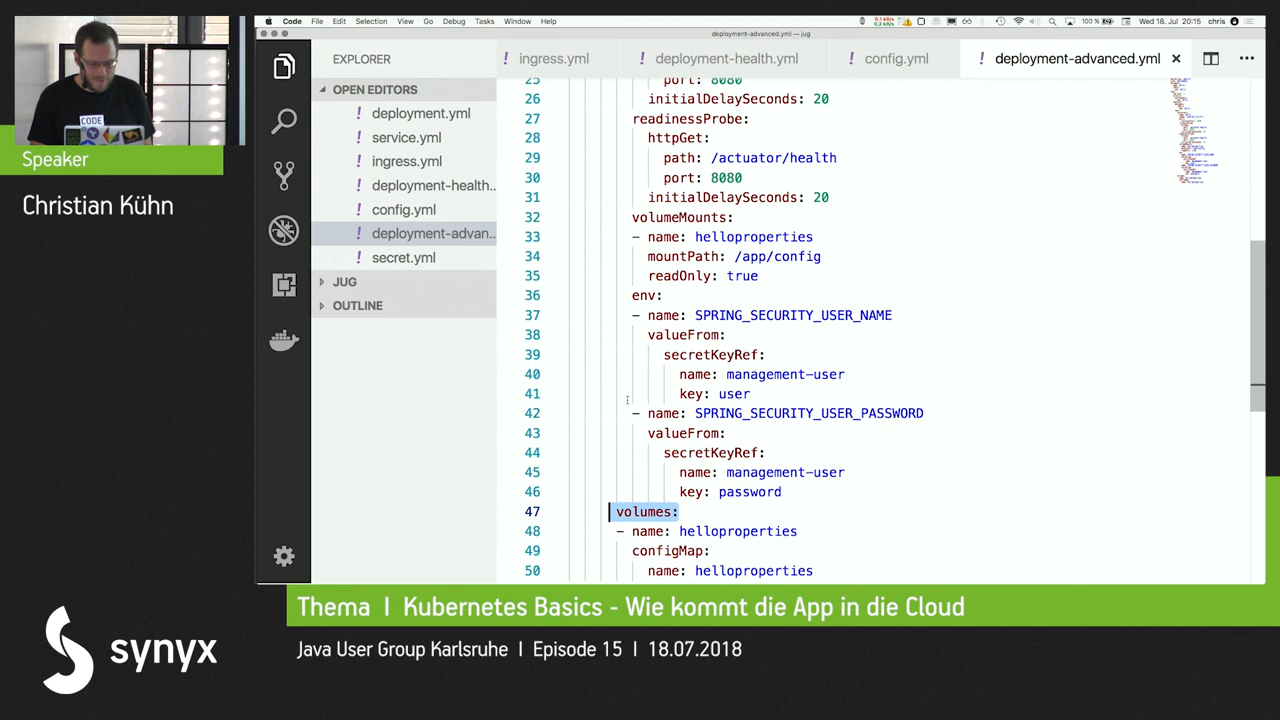 Code File Edit Selection View Go Debug Tasks Window Help
100% Wed 18. Jul 20:15 chris
deployment-advanced.yml — jug
EXPLORER
OPEN EDITORS
! deployment.yml
! service.yml
! ingress.yml
! deployment-health..
! config.yml
! deployment-advan..
! secret.yml
JUG
OUTLINE
! ingress.yml ! deployment-health.yml ! config.yml ! deployment-advanced.yml
25 port: 8080
26 initialDelaySeconds: 20
27 readinessProbe:
28 httpGet:
29 path: /actuator/health
30 port: 8080
31 initialDelaySeconds: 20
32 volumeMounts:
33 - name: helloproperties
34 mountPath: /app/config
35 readOnly: true
36 env:
37 - name: SPRING_SECURITY_USER_NAME
38 valueFrom:
39 secretKeyRef:
40 name: management-user
41 key: user
42 - name: SPRING_SECURITY_USER_PASSWORD
43 valueFrom:
44 secretKeyRef:
45 name: management-user
46 key: password
47 volumes:
48 - name: helloproperties
49 configMap:
50 name: helloproperties
CODE
Speaker
Christian Kühn
Thema | Kubernetes Basics - Wie kommt die App in die Cloud
Java User Group Karlsruhe | Episode 15 | 18.07.2018
synyx